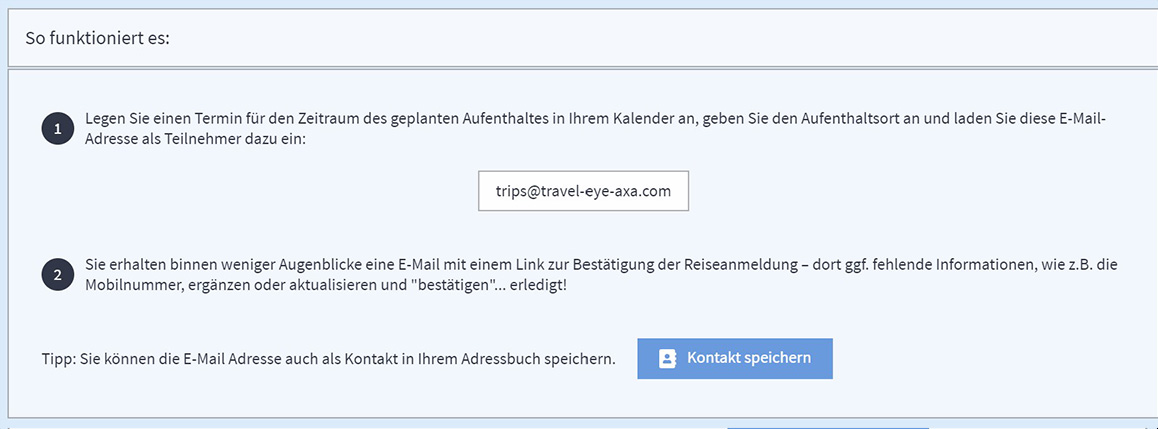 So funktioniert es:
1
Legen Sie einen Termin für den Zeitraum des geplanten Aufenthaltes in Ihrem Kalender an, geben Sie den Aufenthaltsort an und laden Sie diese E-Mail-
Adresse als Teilnehmer dazu ein:
trips@travel-eye-axa.com
2
Sie erhalten binnen weniger Augenblicke eine E-Mail mit einem Link zur Bestätigung der Reiseanmeldung – dort ggf. fehlende Informationen, wie z.B. die
Mobilnummer, ergänzen oder aktualisieren und "bestätigen"... erledigt!
Tipp: Sie können die E-Mail Adresse auch als Kontakt in Ihrem Adressbuch speichern.
Kontakt speichern